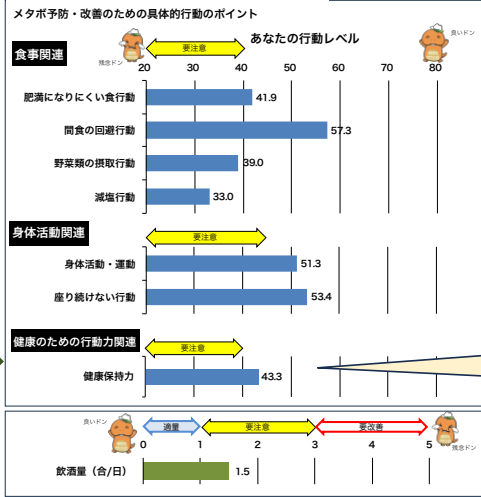 メタボ予防・改善のための具体的行動のポイント
あなたの行動レベル
残念ドン
要注意
良いドン
食事関連
20 30 40 50 60 70 80
肥満になりにくい食行動 41.9
間食の回避行動 57.3
野菜類の摂取行動 39.0
減塩行動 33.0
身体活動関連
要注意
身体活動・運動 51.3
座り続けない行動 53.4
健康のための行動力関連
要注意
健康保持力 43.3
良いドン
適量
要注意
要改善
残念ドン
0 1 2 3 4 5
飲酒量(合/日) 1.5